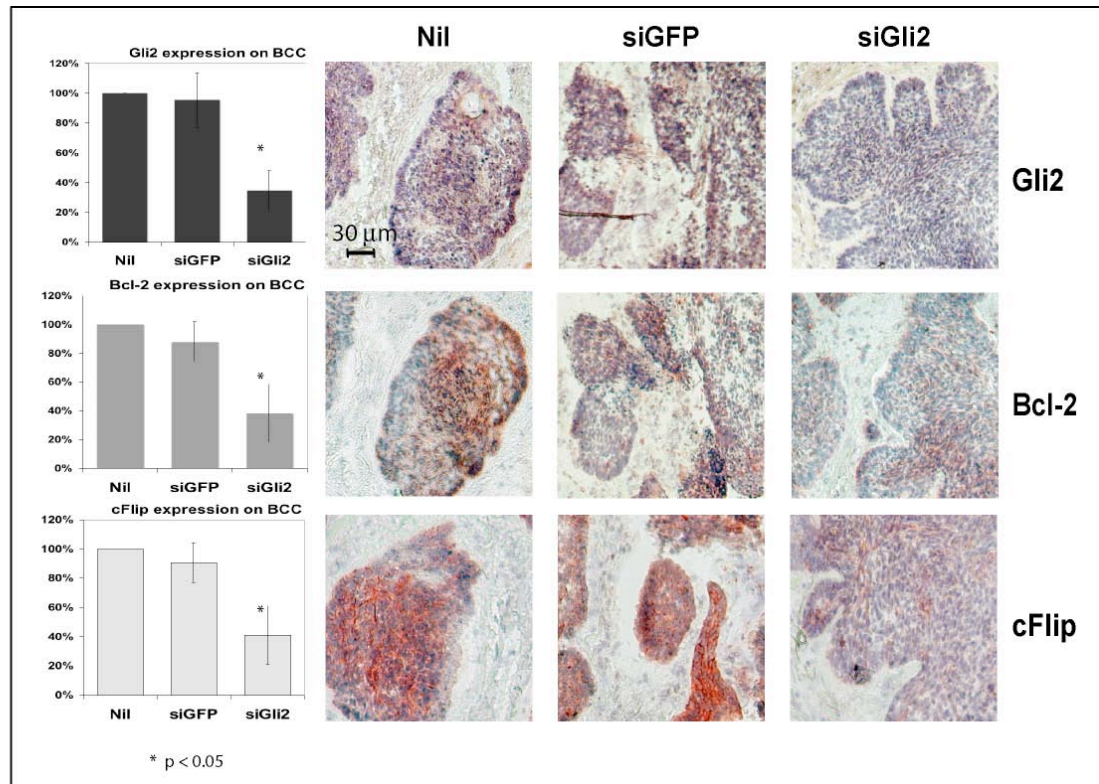 Nil siGFP siGli2
Gli2 expression on BCC
120%
100%
80%
60%
40%
20%
0%
Nil siGFP siGli2
30 µm
Gli2
Bcl-2 expression on BCC
120%
100%
80%
60%
40%
20%
0%
Nil siGFP siGli2
Bcl-2
cFlip expression on BCC
120%
100%
80%
60%
40%
20%
0%
Nil siGFP siGli2
cFlip
*
*
*
* p < 0.05